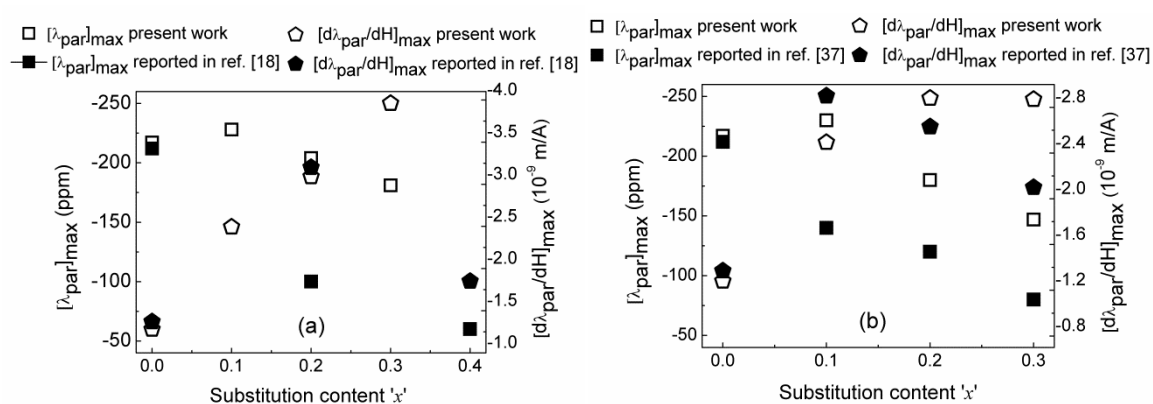 [λpar]max present work [dλpar/dH]max present work
[λpar]max reported in ref. [18] [dλpar/dH]max reported in ref. [18]
-250
-200
-150
-100
-50
[λpar]max (ppm)
-4.0
-3.5
-3.0
-2.5
-2.0
-1.5
-1.0
[dλpar/dH]max (10-9 m/A)
(a)
0.0 0.1 0.2 0.3 0.4
Substitution content 'x'
[λpar]max present work [dλpar/dH]max present work
[λpar]max reported in ref. [37] [dλpar/dH]max reported in ref. [37]
-250
-200
-150
-100
-50
[λpar]max (ppm)
-2.8
-2.4
-2.0
-1.6
-1.2
-0.8
[dλpar/dH]max (10-9 m/A)
(b)
0.0 0.1 0.2 0.3
Substitution content 'x'